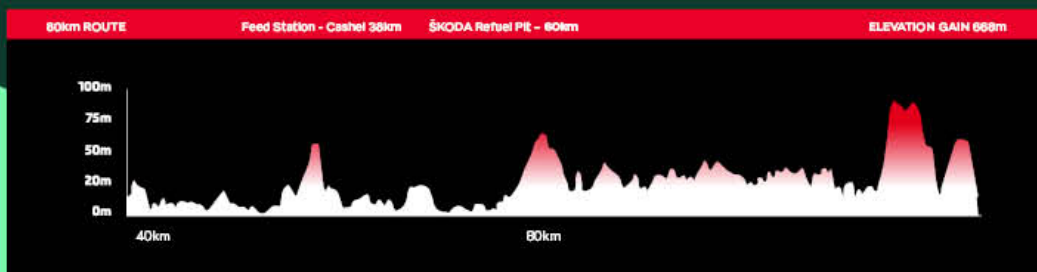 80km ROUTE Feed Station - Cashel 38km ŠKODA Refuel Pit – 60km ELEVATION GAIN 668m
100m
75m
50m
20m
0m
40km 80km